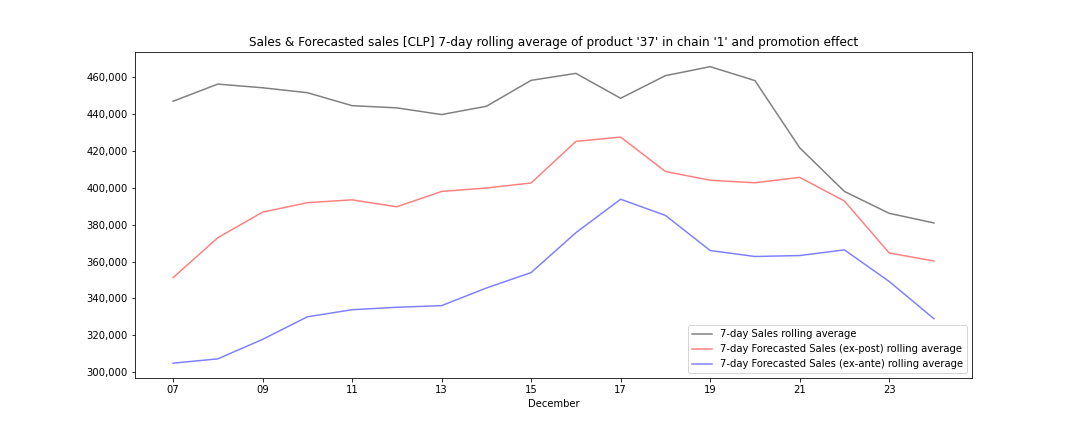 Sales & Forecasted sales [CLP] 7-day rolling average of product '37' in chain '1' and promotion effect
460,000
440,000
420,000
400,000
380,000
360,000
340,000
320,000
300,000
7-day Sales rolling average
7-day Forecasted Sales (ex-post) rolling average
7-day Forecasted Sales (ex-ante) rolling average
07 09 11 13 15 17 19 21 23
December